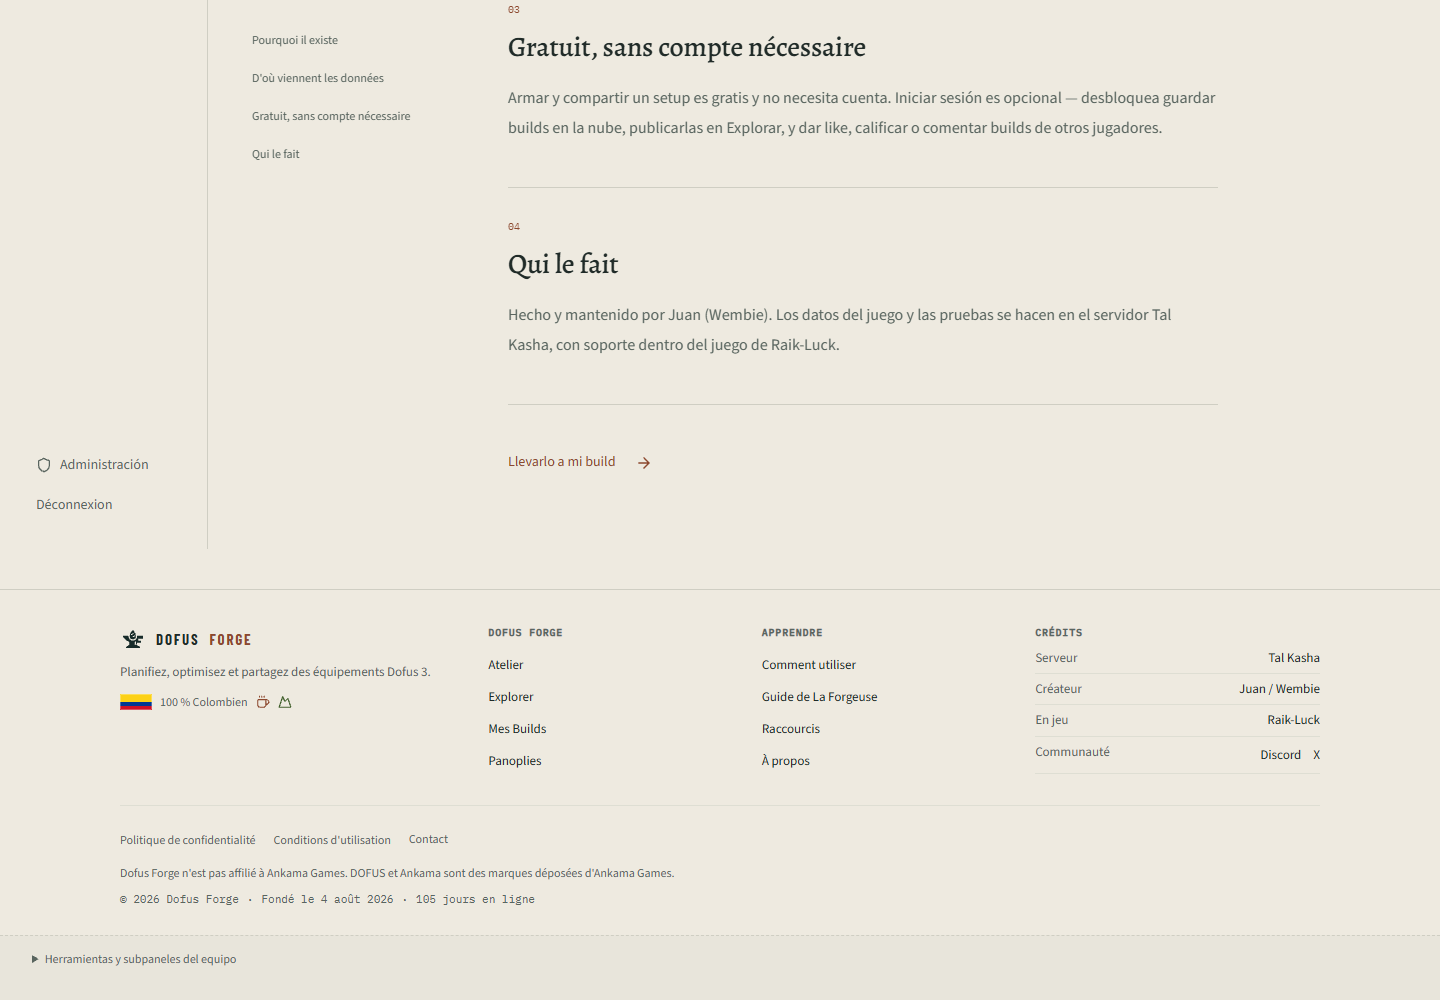 Pourquoi il existe
D'où viennent les données
Gratuit, sans compte nécessaire
Qui le fait
03
Gratuit, sans compte nécessaire
Armar y compartir un setup es gratis y no necesita cuenta. Iniciar sesión es opcional — desbloquea guardar
builds en la nube, publicarlas en Explorar, y dar like, calificar o comentar builds de otros jugadores.
04
Qui le fait
Hecho y mantenido por Juan (Wembie). Los datos del juego y las pruebas se hacen en el servidor Tal
Kasha, con soporte dentro del juego de Raik-Luck.
Llevarlo a mi build
Administración
Déconnexion
DOFUS FORGE
Planifiez, optimisez et partagez des équipements Dofus 3.
100 % Colombien
DOFUS FORGE
Atelier
Explorer
Mes Builds
Panoplies
APPRENDRE
Comment utiliser
Guide de La Forgeuse
Raccourcis
À propos
CRÉDITS
Serveur Tal Kasha
Créateur Juan / Wembie
En jeu Raik-Luck
Communauté Discord X
Politique de confidentialité Conditions d'utilisation Contact
Dofus Forge n'est pas affilié à Ankama Games. DOFUS et Ankama sont des marques déposées d'Ankama Games.
© 2026 Dofus Forge · Fondé le 4 août 2026 · 105 jours en ligne
Herramientas y subpaneles del equipo